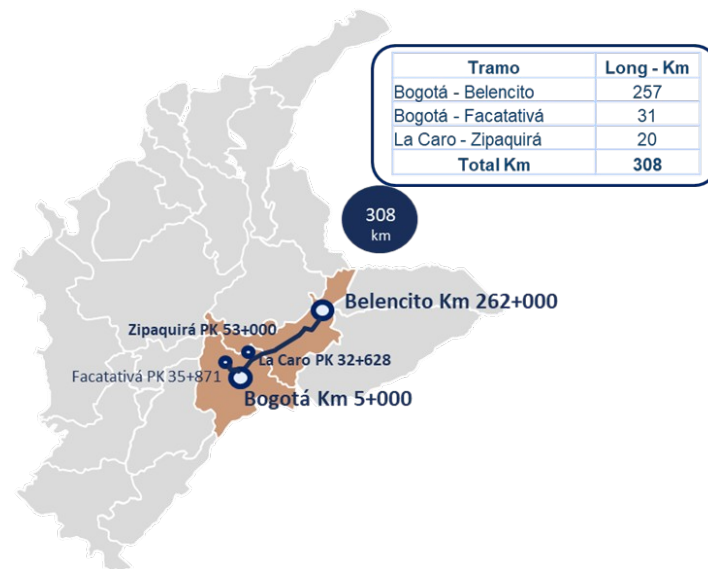 Tramo Long - Km
Bogotá - Belencito 257
Bogotá - Facatativá 31
La Caro - Zipaquirá 20
Total Km 308
308
km
Belencito Km 262+000
Zipaquirá PK 53+000
La Caro PK 32+628
Facatativá PK 35+871
Bogotá Km 5+000